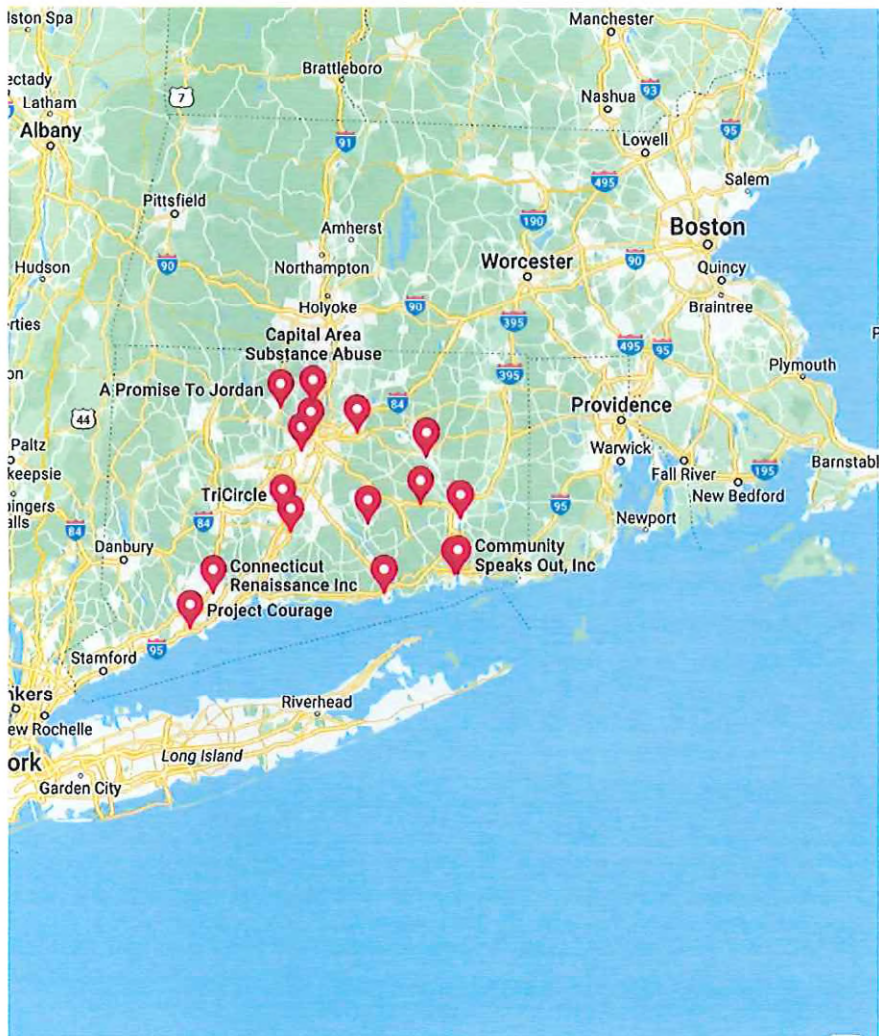 lston Spa
Manchester
ectady
Brattleboro
7
93
Latham
Nashua
Albany
91
95
Lowell
495
Salem
Pittsfield
190
Amherst
Boston
Hudson
90
Northampton
Worcester
90
Quincy
Holyoke
Braintree
90
erties
395
Capital Area
Substance Abuse
495
95
on
395
Plymouth
A Promise To Jordan
84
44
Providence
Paltz
Warwick
keepsie
Fall River
195
Barnstabl
New Bedford
TriCircle
pingers
alls
84
95
Newport
84
Danbury
Community
Speaks Out, Inc
Connecticut
Renaissance Inc
Project Courage
95
Stamford
nkers
Riverhead
ew Rochelle
Long Island
ork
Garden City